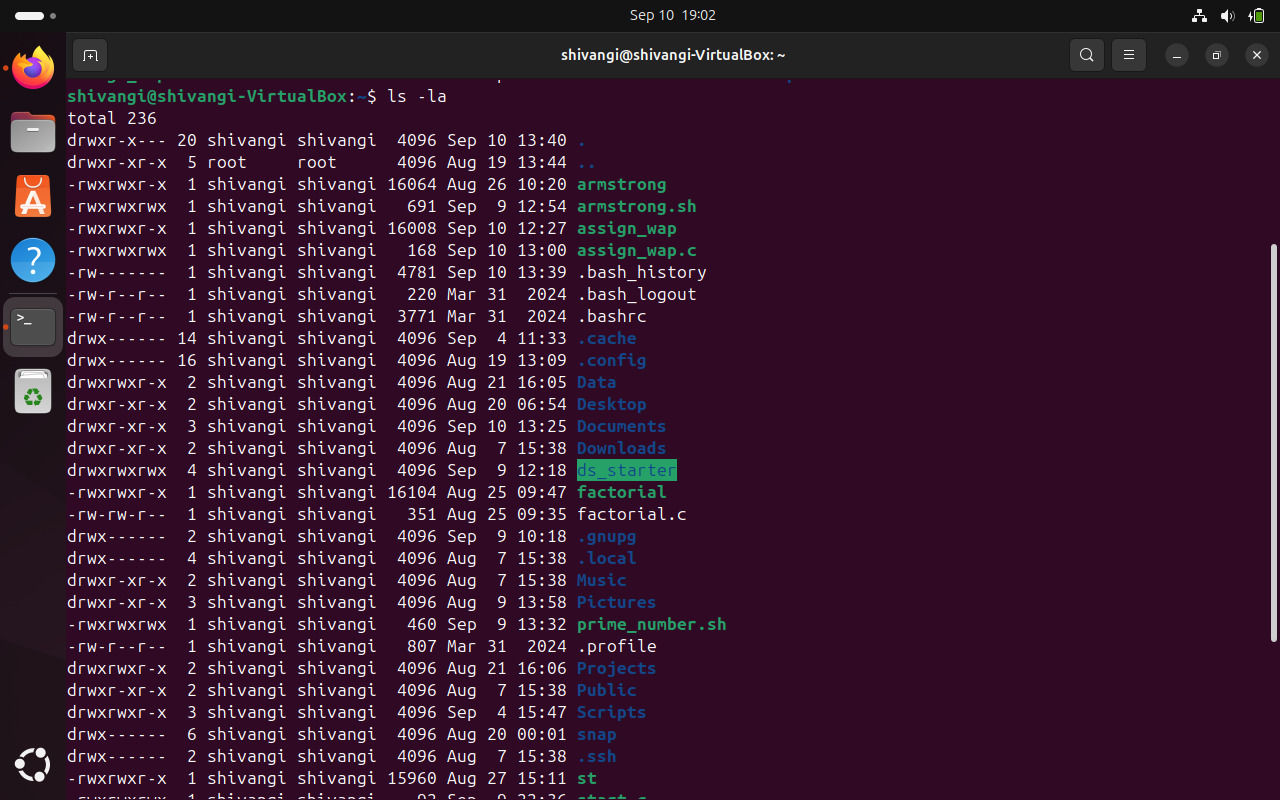 Sep 10 19:02
shivangi@shivangi-VirtualBox: ~
shivangi@shivangi-VirtualBox:~$ ls -la
total 236
drwxr-x--- 20 shivangi shivangi  4096 Sep 10 13:40 .
drwxr-xr-x  5 root     root      4096 Aug 19 13:44 ..
-rwxrwxr-x  1 shivangi shivangi 16064 Aug 26 10:20 armstrong
-rwxrwxrwx  1 shivangi shivangi   691 Sep  9 12:54 armstrong.sh
-rwxrwxr-x  1 shivangi shivangi 16008 Sep 10 12:27 assign_wap
-rwxrwxrwx  1 shivangi shivangi   168 Sep 10 13:00 assign_wap.c
-rw-------  1 shivangi shivangi  4781 Sep 10 13:39 .bash_history
-rw-r--r--  1 shivangi shivangi   220 Mar 31  2024 .bash_logout
-rw-r--r--  1 shivangi shivangi  3771 Mar 31  2024 .bashrc
drwx------ 14 shivangi shivangi  4096 Sep  4 11:33 .cache
drwx------ 16 shivangi shivangi  4096 Aug 19 13:09 .config
drwxrwxr-x  2 shivangi shivangi  4096 Aug 21 16:05 Data
drwxr-xr-x  2 shivangi shivangi  4096 Aug 20 06:54 Desktop
drwxr-xr-x  3 shivangi shivangi  4096 Sep 10 13:25 Documents
drwxr-xr-x  2 shivangi shivangi  4096 Aug  7 15:38 Downloads
drwxrwxrwx  4 shivangi shivangi  4096 Sep  9 12:18 ds_starter
-rwxrwxr-x  1 shivangi shivangi 16104 Aug 25 09:47 factorial
-rw-rw-r--  1 shivangi shivangi   351 Aug 25 09:35 factorial.c
drwx------  2 shivangi shivangi  4096 Sep  9 10:18 .gnupg
drwx------  4 shivangi shivangi  4096 Aug  7 15:38 .local
drwxr-xr-x  2 shivangi shivangi  4096 Aug  7 15:38 Music
drwxr-xr-x  3 shivangi shivangi  4096 Aug  9 13:58 Pictures
-rwxrwxrwx  1 shivangi shivangi   460 Sep  9 13:32 prime_number.sh
-rw-r--r--  1 shivangi shivangi   807 Mar 31  2024 .profile
drwxrwxr-x  2 shivangi shivangi  4096 Aug 21 16:06 Projects
drwxr-xr-x  2 shivangi shivangi  4096 Aug  7 15:38 Public
drwxrwxr-x  3 shivangi shivangi  4096 Sep  4 15:47 Scripts
drwx------  6 shivangi shivangi  4096 Aug 20 00:01 snap
drwx------  2 shivangi shivangi  4096 Aug  7 15:38 .ssh
-rwxrwxr-x  1 shivangi shivangi 15960 Aug 27 15:11 st